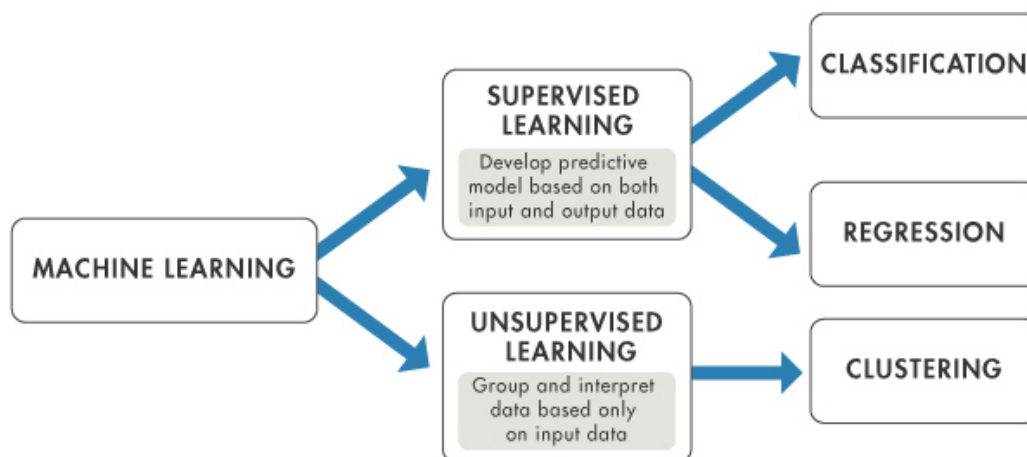 MACHINE LEARNING
SUPERVISED
LEARNING
Develop predictive
model based on both
input and output data
UNSUPERVISED
LEARNING
Group and interpret
data based only
on input data
CLASSIFICATION
REGRESSION
CLUSTERING